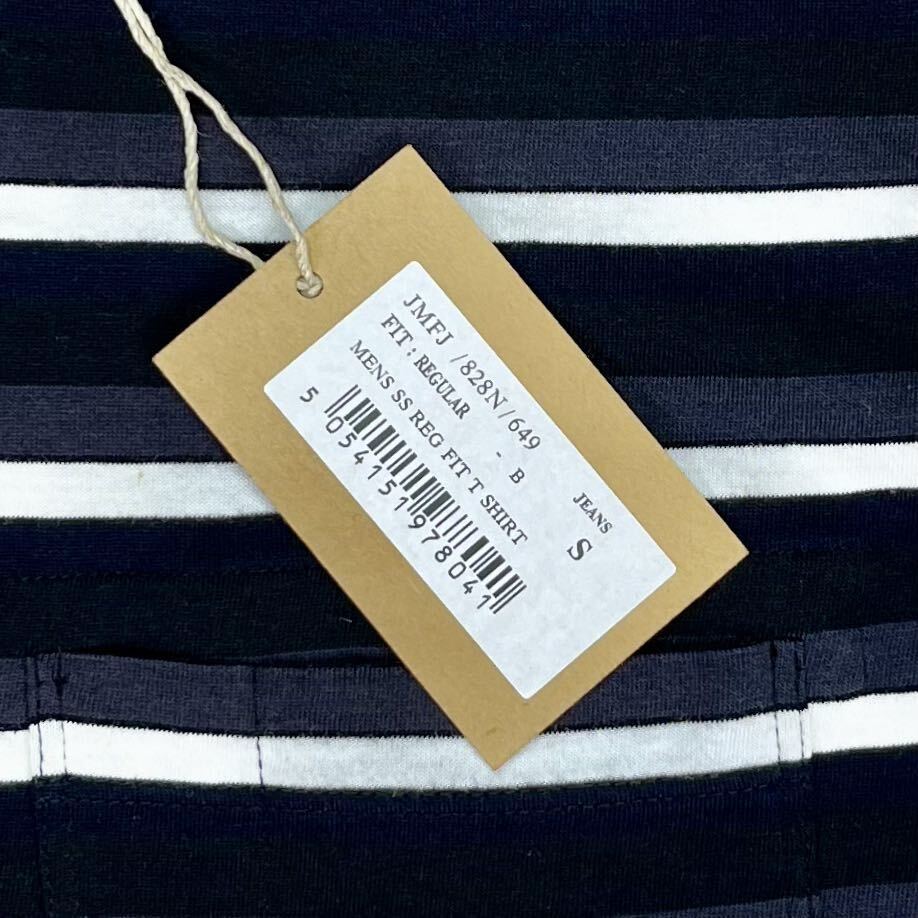 JMFJ /828N/649
FIT : REGULAR - B JEANS
MENS SS REG FIT T SHIRT S
5 054151 978041